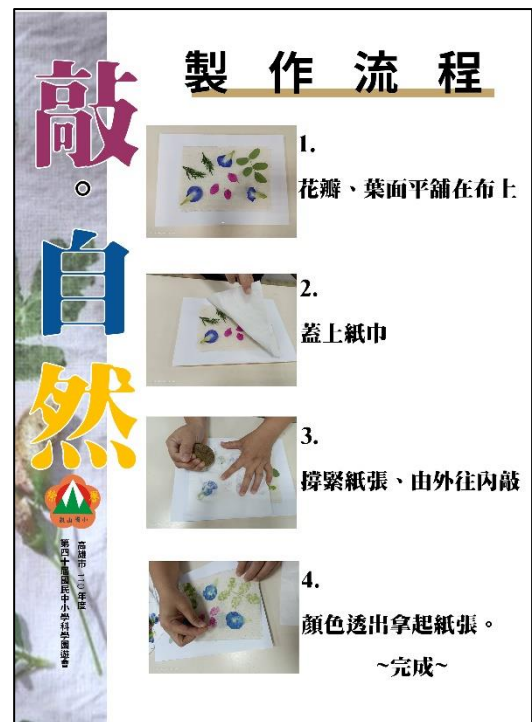 敲。自然
製作流程
1.
花瓣、葉面平舖在布上
2.
蓋上紙巾
3.
撐緊紙張、由外往內敲
4.
顏色透出拿起紙張。
~完成~
高雄市一一〇年度
第四十屆國民中小學科學園遊會